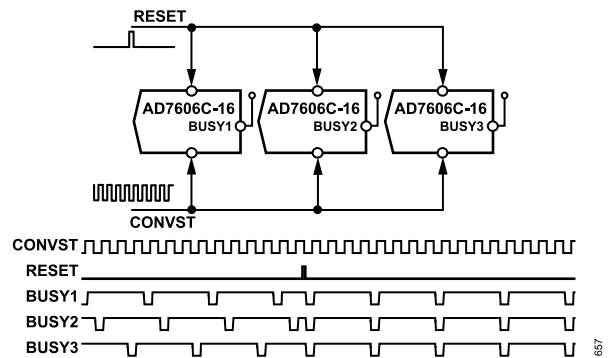 RESET
AD7606C-16 AD7606C-16 AD7606C-16
BUSY1 BUSY2 BUSY3
CONVST
CONVST
RESET
BUSY1
BUSY2
BUSY3
657